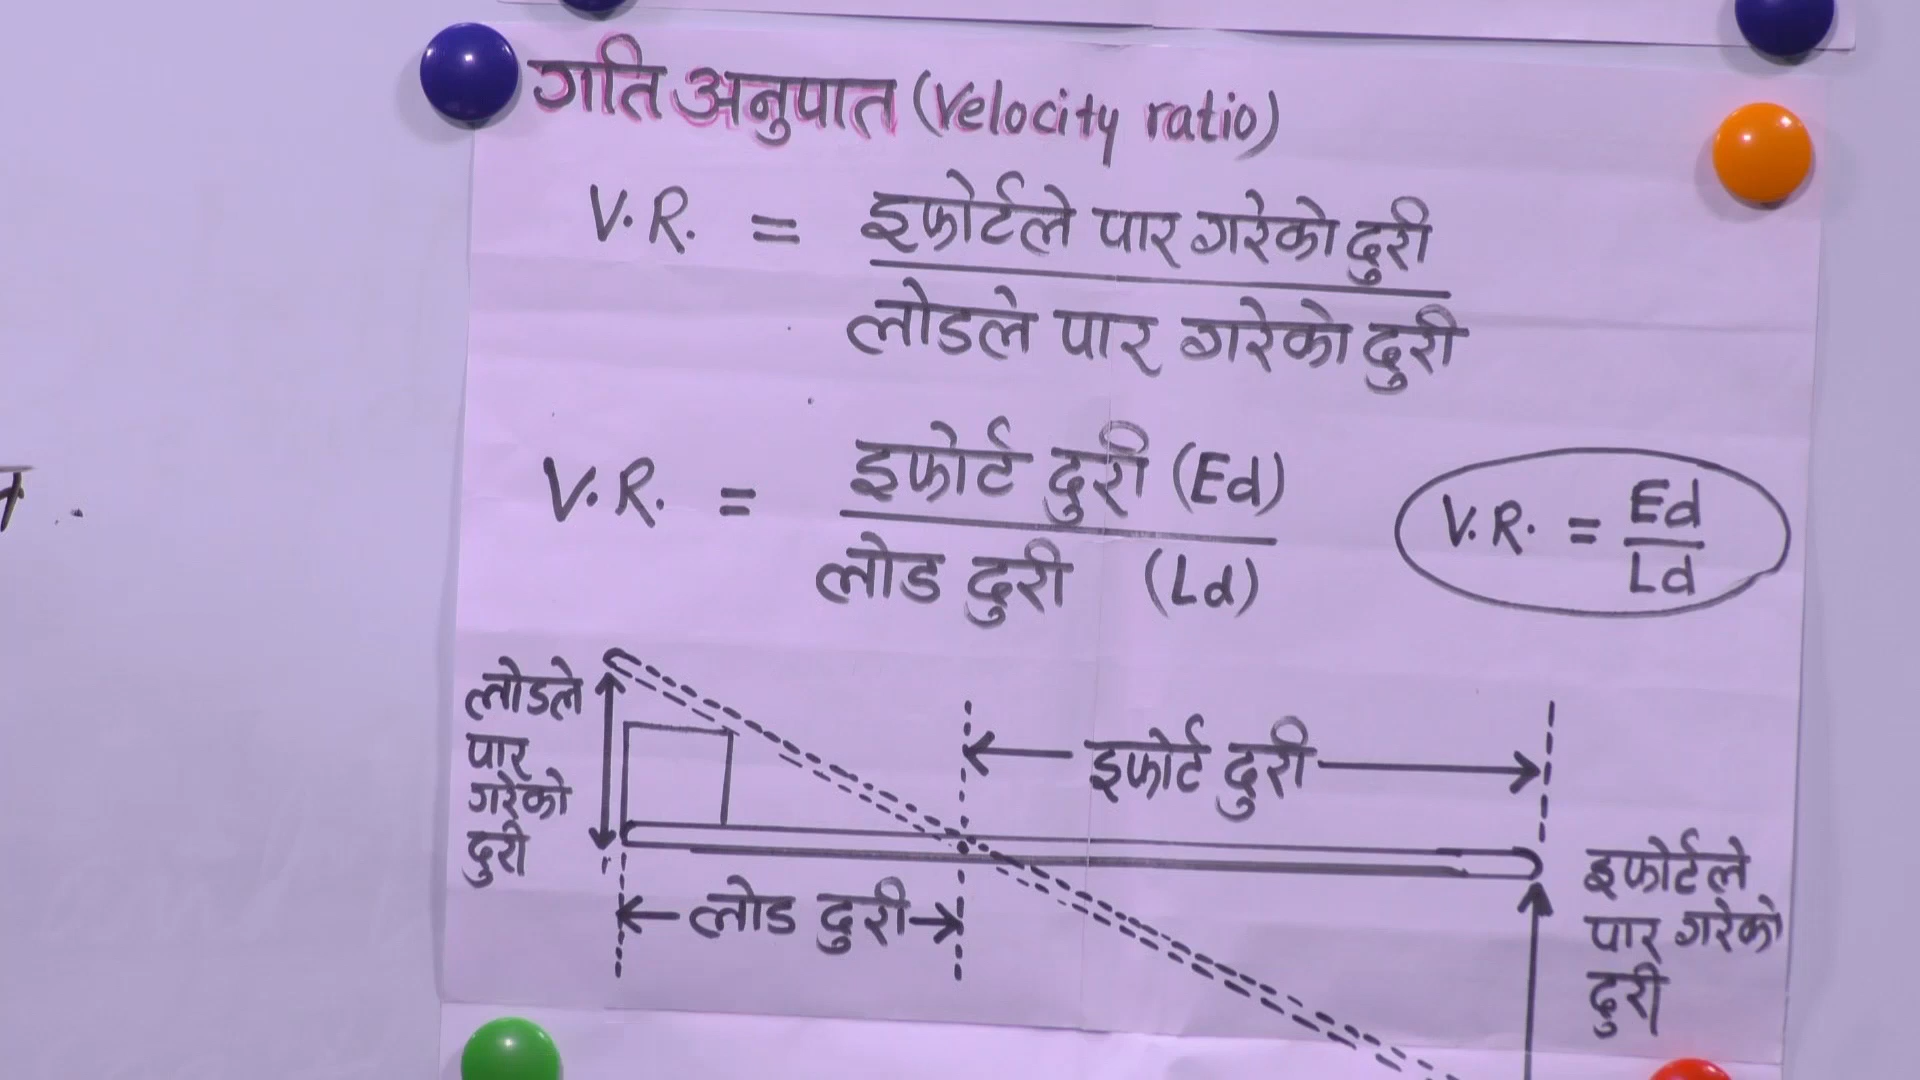 गति अनुपात (Velocity ratio)
V.R. = इफोर्टले पार गरेको दुरी
लोडले पार गरेको दुरी
V.R. = इफोर्ट दुरी (Ed)
लोड दुरी (Ld)
V.R. = Ed
Ld
लोडले
पार
गरेको
दुरी
इफोर्ट दुरी
लोड दुरी
इफोर्टले
पार गरेको
दुरी